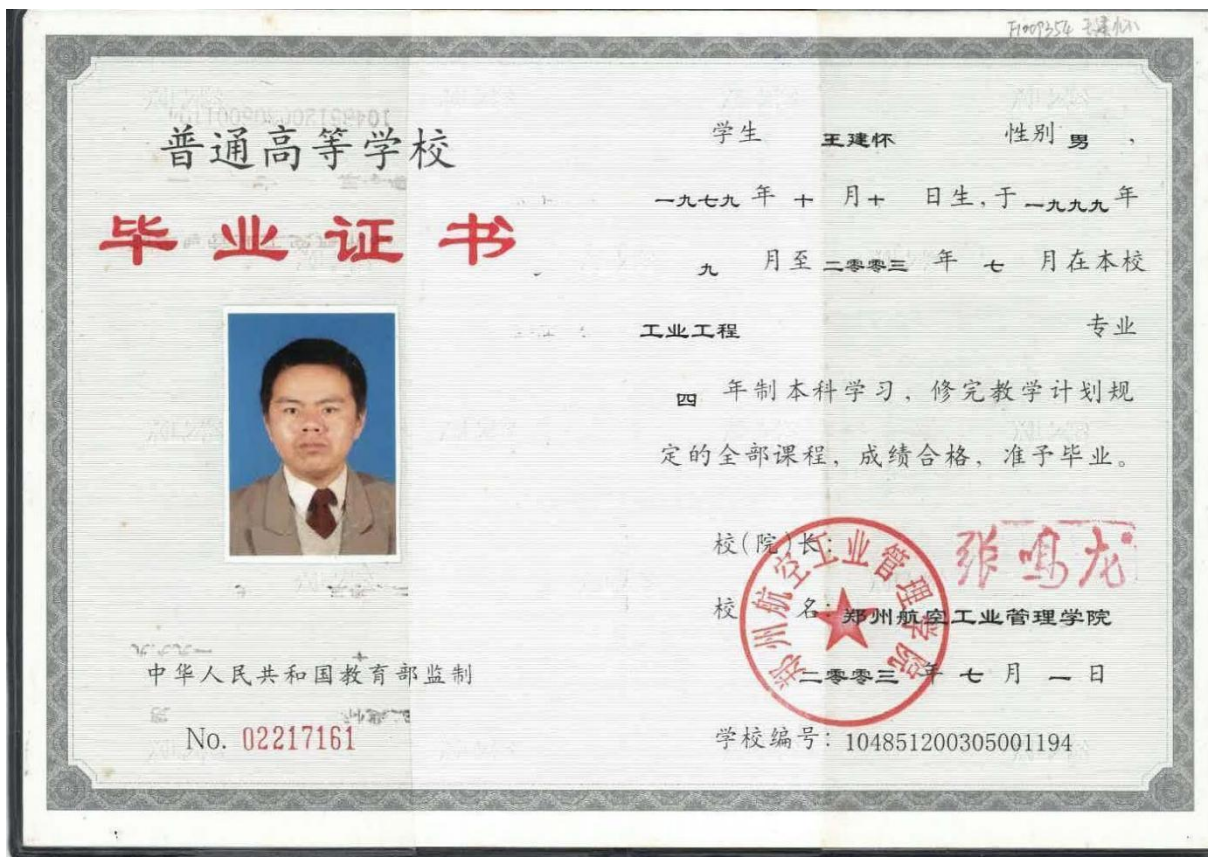 F1009354 王建怀
普通高等学校
毕业证书
中华人民共和国教育部监制
No. 02217161
学生 王建怀 性别 男 ,
一九七九 年 十 月 十 日生, 于 一九九九 年
九 月至 二零零三 年 七 月在本校
工业工程 专业
四 年制本科学习, 修完教学计划规
定的全部课程, 成绩合格, 准予毕业。
校(院)长: 张鸣龙
校 名: 郑州航空工业管理学院
郑州航空工业管理学院
二零零三 年 七 月 一 日
学校编号: 104851200305001194